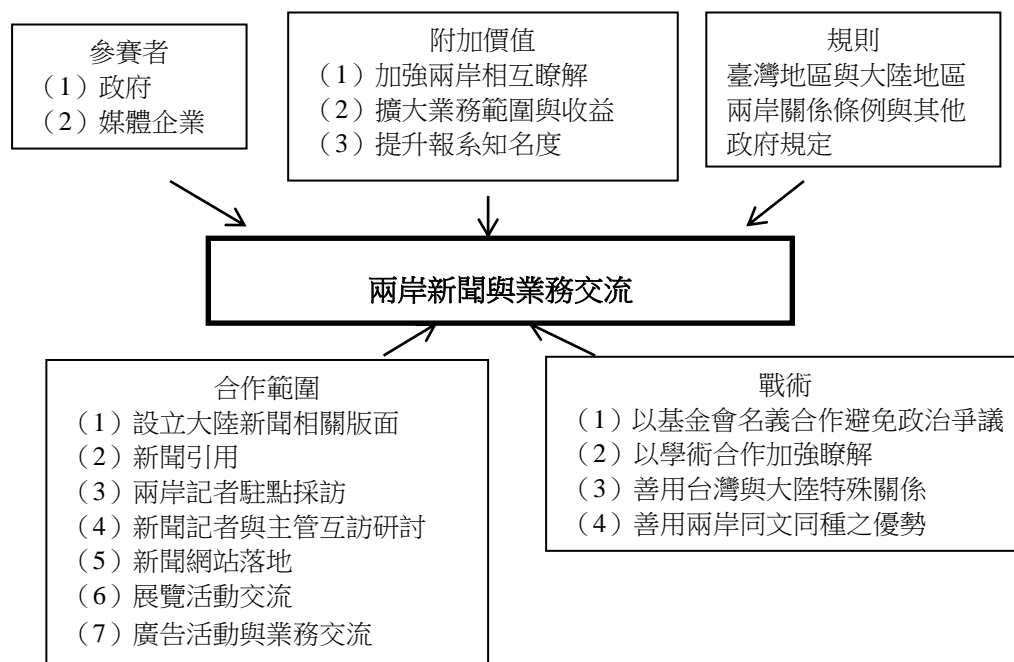 參賽者
（1）政府
（2）媒體企業
附加價值
（1）加強兩岸相互瞭解
（2）擴大業務範圍與收益
（3）提升報系知名度
規則
臺灣地區與大陸地區
兩岸關係條例與其他
政府規定
兩岸新聞與業務交流
合作範圍
（1）設立大陸新聞相關版面
（2）新聞引用
（3）兩岸記者駐點採訪
（4）新聞記者與主管互訪研討
（5）新聞網站落地
（6）展覽活動交流
（7）廣告活動與業務交流
戰術
（1）以基金會名義合作避免政治爭議
（2）以學術合作加強瞭解
（3）善用台灣與大陸特殊關係
（4）善用兩岸同文同種之優勢